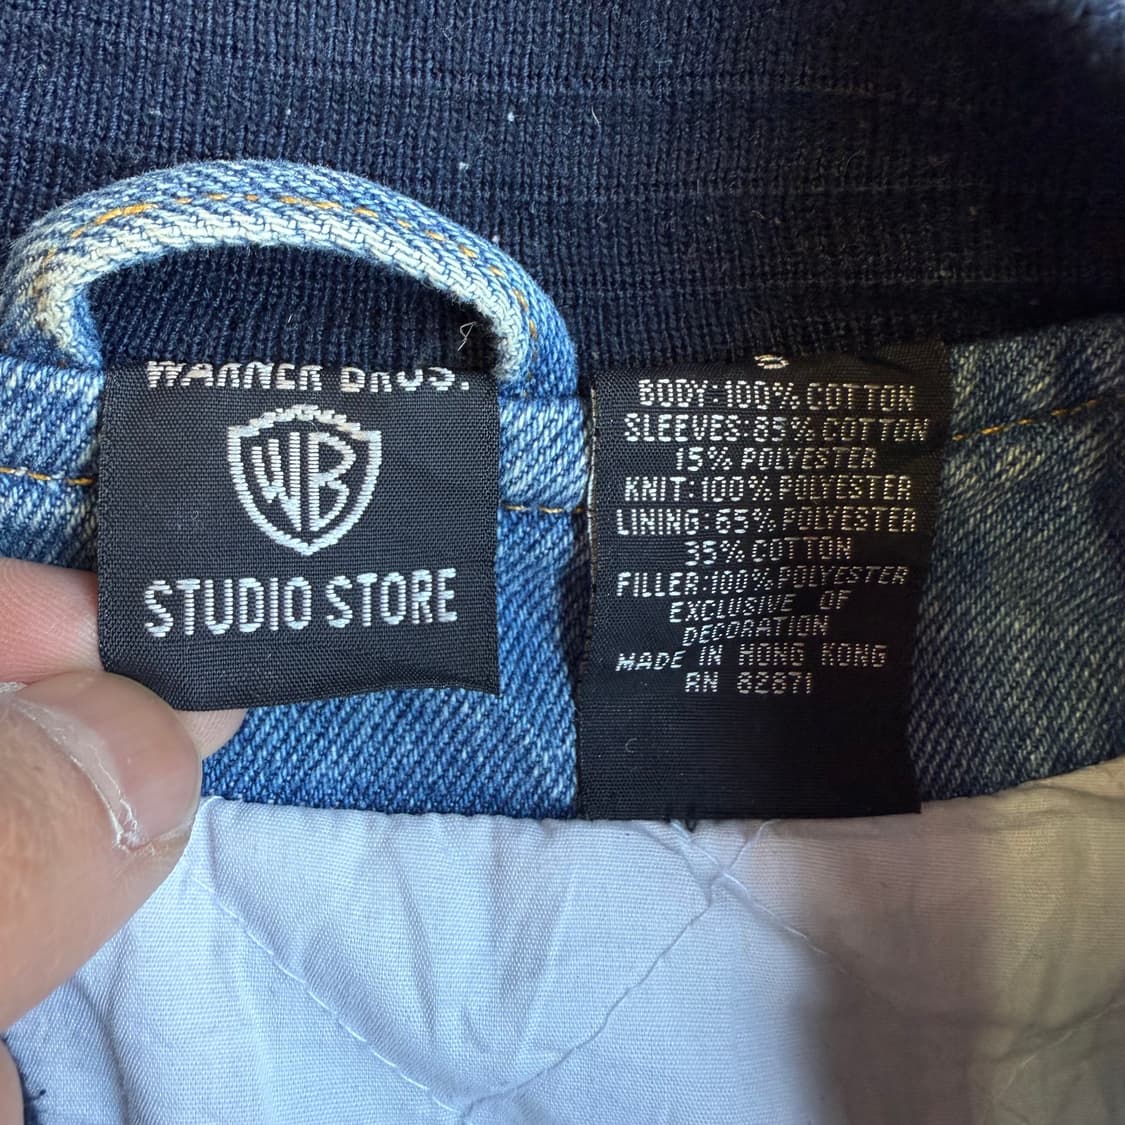 WARNER BROS.
WB
STUDIO STORE
S
BODY:100% COTTON
SLEEVES:85% COTTON
15% POLYESTER
KNIT:100% POLYESTER
LINING:65% POLYESTER
35% COTTON
FILLER:100% POLYESTER
EXCLUSIVE OF
DECORATION
MADE IN HONG KONG
RN 82871